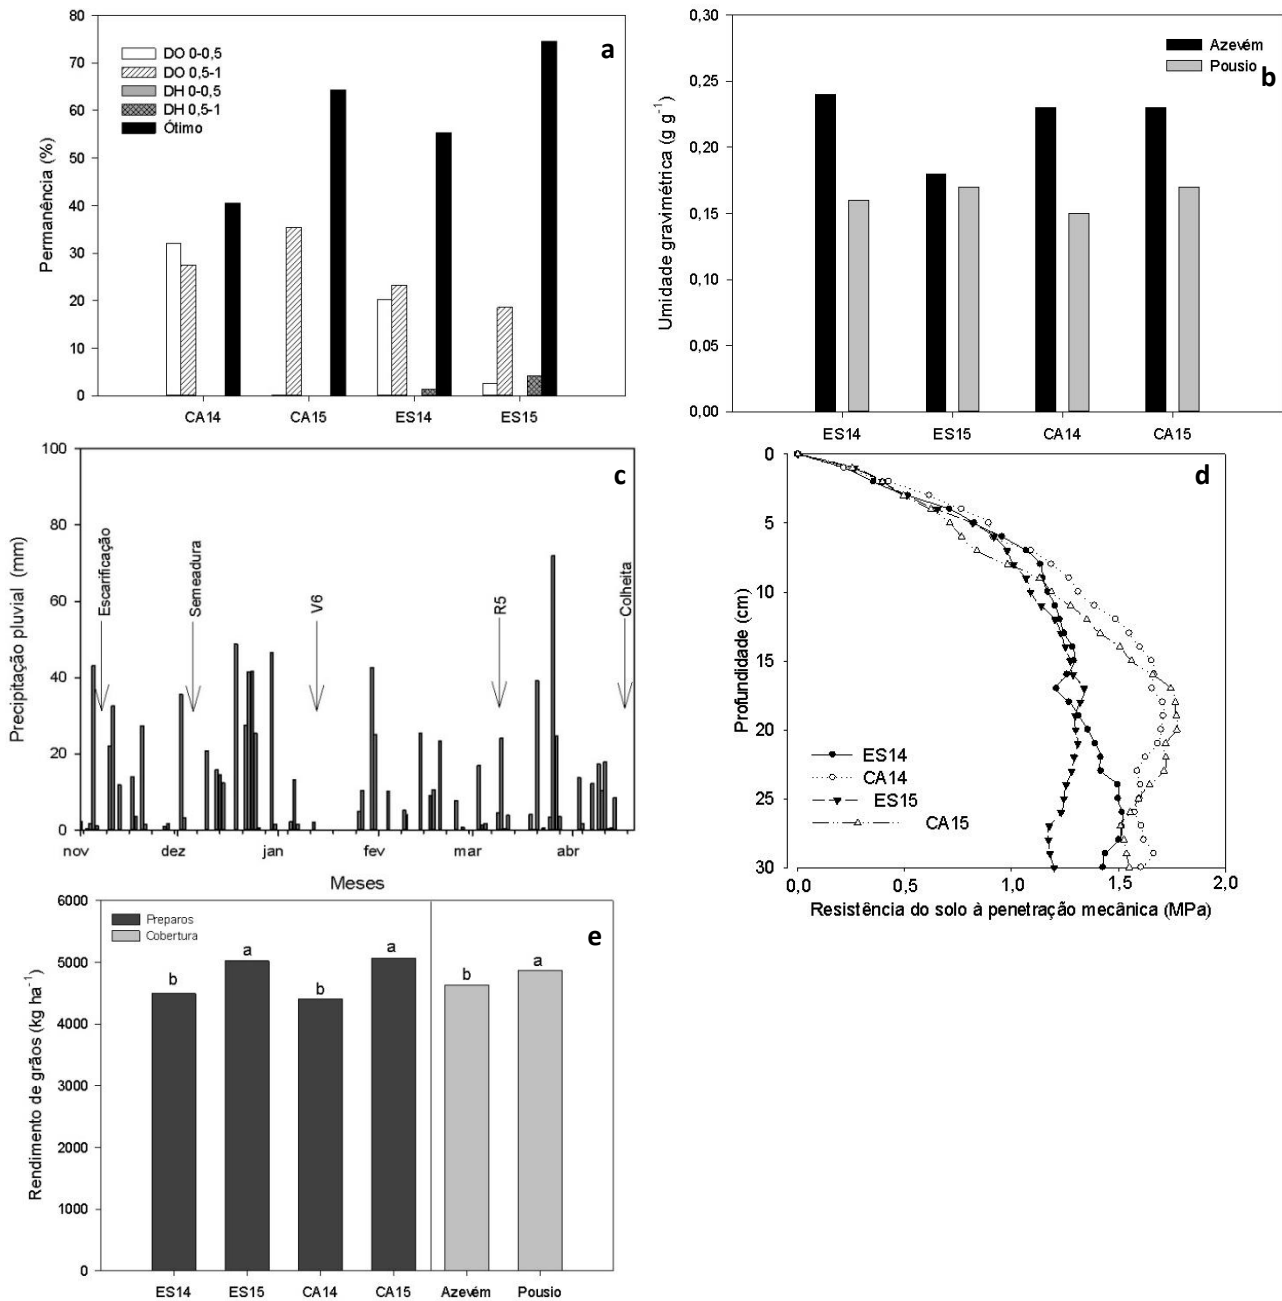 a
DO 0-0,5
DO 0,5-1
DH 0-0,5
DH 0,5-1
Ótimo
Permanência (%)
80
70
60
50
40
30
20
10
0
CA14 CA15 ES14 ES15
b
Azevém
Pousio
Umidade gravimétrica (g g⁻¹)
0,30
0,25
0,20
0,15
0,10
0,05
0,00
ES14 ES15 CA14 CA15
c
Precipitação pluvial (mm)
100
80
60
40
20
0
Escarificação
Semeadura
V6
R5
Colheita
nov dez jan fev mar abr
Meses
d
Profundidade (cm)
0
5
10
15
20
25
30
ES14
CA14
ES15
CA15
0,0 0,5 1,0 1,5 2,0
Resistência do solo à penetração mecânica (MPa)
e
Preparos
Cobertura
Rendimento de grãos (kg ha⁻¹)
6000
5000
4000
3000
2000
1000
0
b a b a b a
ES14 ES15 CA14 CA15 Azevém Pousio